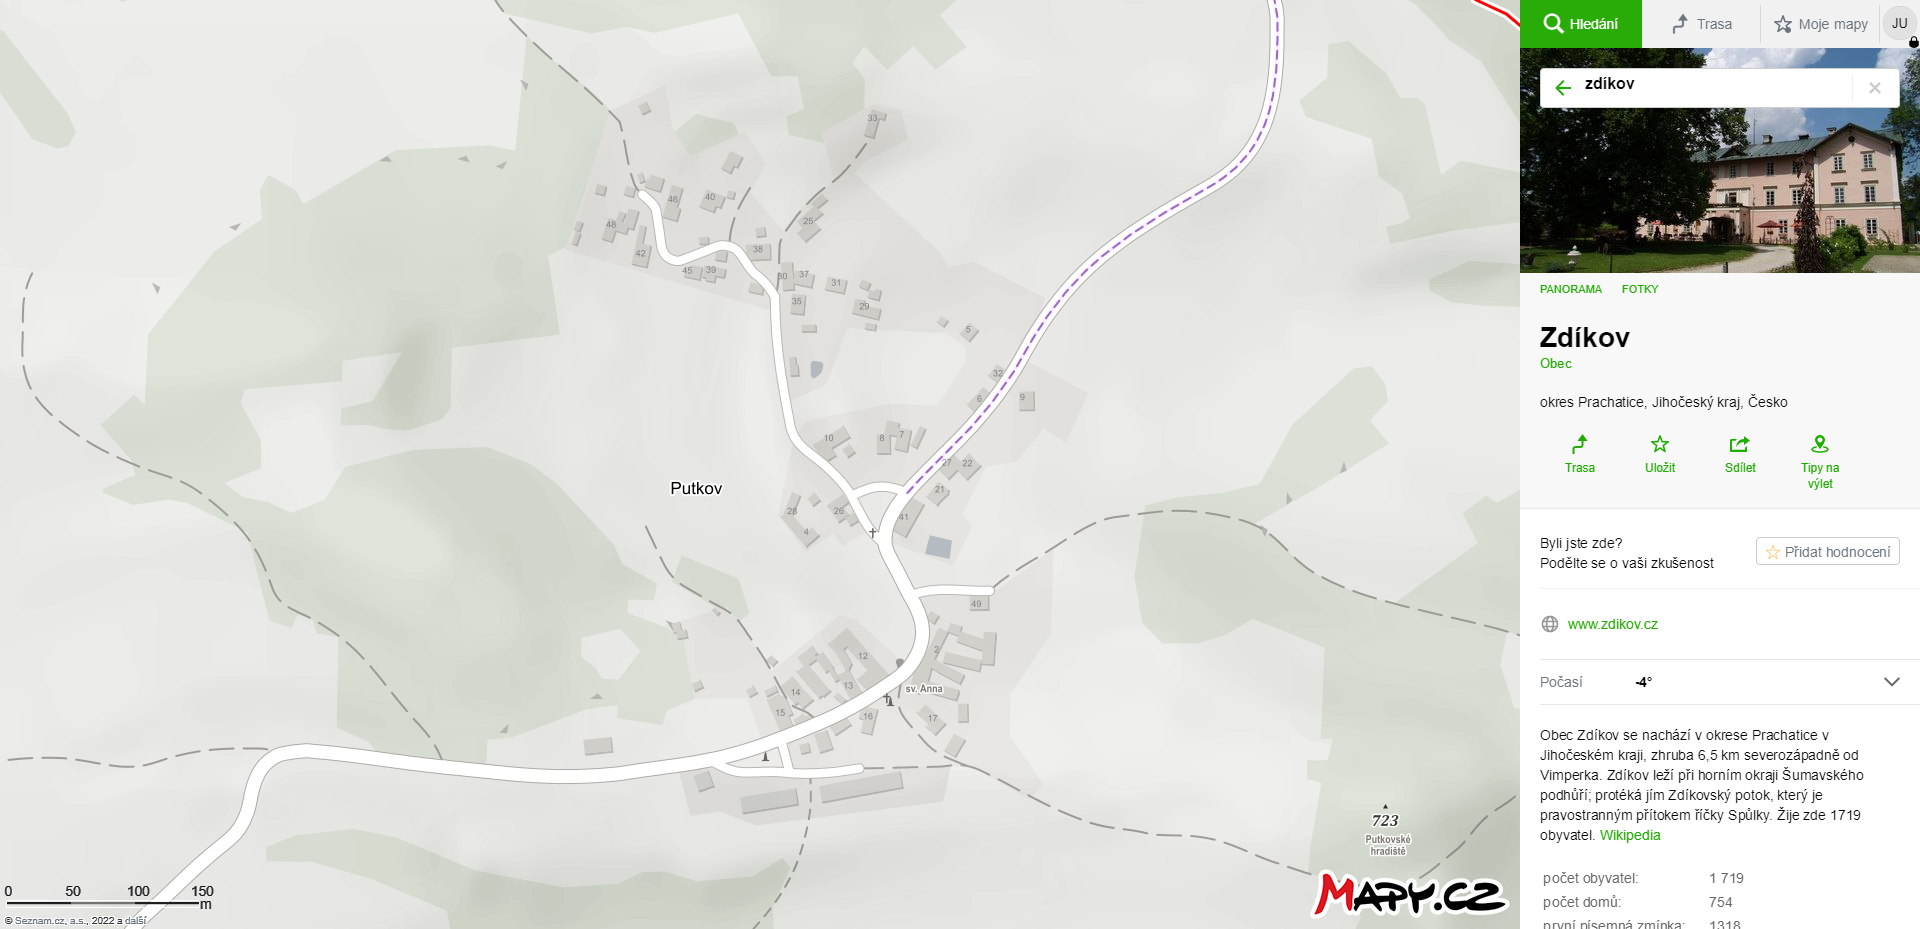 Hledání
Trasa
Moje mapy
JU
zdíkov
PANORAMA
FOTKY
Zdíkov
Obec
okres Prachatice, Jihočeský kraj, Česko
Trasa
Uložit
Sdílet
Tipy na
výlet
Byli jste zde?
Podělte se o vaši zkušenost
Přidat hodnocení
www.zdikov.cz
Počasí
-4°
Obec Zdíkov se nachází v okrese Prachatice v
Jihočeském kraji, zhruba 6,5 km severozápadně od
Vimperka. Zdíkov leží při horním okraji Šumavského
podhůří; protéká jím Zdíkovský potok, který je
pravostranným přítokem říčky Spůlky. Žije zde 1719
obyvatel. Wikipedia
počet obyvatel: 1 719
počet domů: 754
první písemná zmínka: 1318
33
46
40
48
42
25
38
45
39
30
37
31
35
29
5
32
6
9
10
8
7
27
22
21
Putkov
28
26
41
4
49
12
2
13
14
sv. Anna
15
16
17
723
Putkovské
hradiště
0 50 100 150
m
© Seznam.cz, a.s., 2022 a další
MAPY.CZ